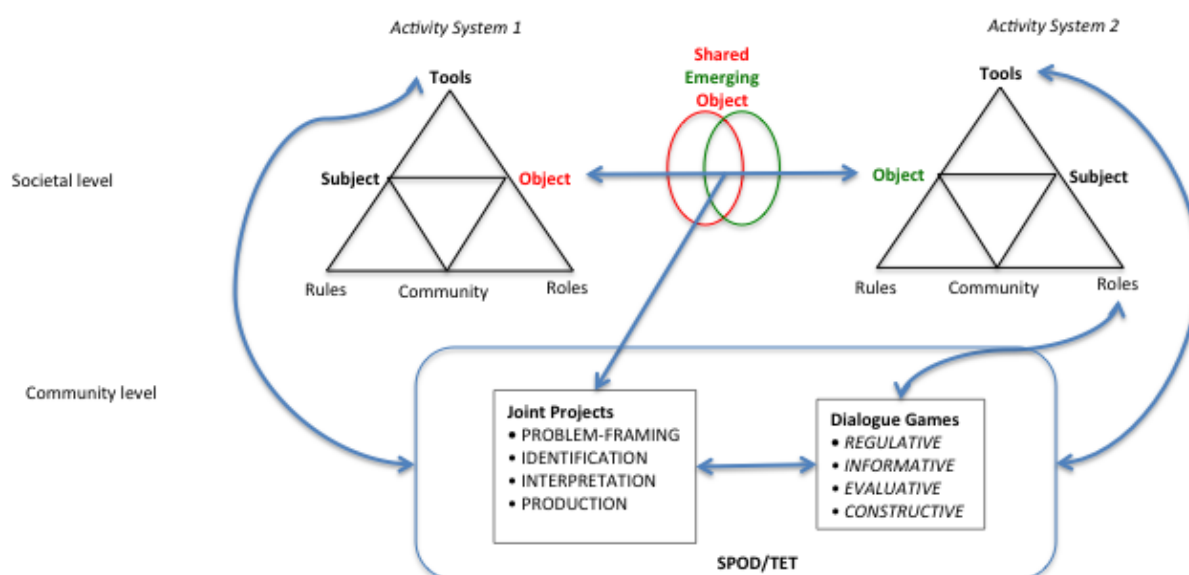 Activity System 1
Activity System 2
Shared
Emerging
Object
Tools
Tools
Societal level
Subject
Object
Object
Subject
Rules
Community
Roles
Rules
Community
Roles
Community level
Joint Projects
• PROBLEM-FRAMING
• IDENTIFICATION
• INTERPRETATION
• PRODUCTION
Dialogue Games
• REGULATIVE
• INFORMATIVE
• EVALUATIVE
• CONSTRUCTIVE
SPOD/TET